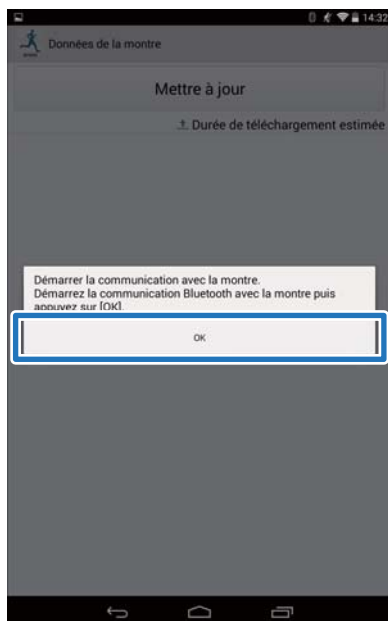 14:32
Données de la montre
Mettre à jour
Durée de téléchargement estimée
Démarrer la communication avec la montre.
Démarrez la communication Bluetooth avec la montre puis
appuyez sur [OK].
OK